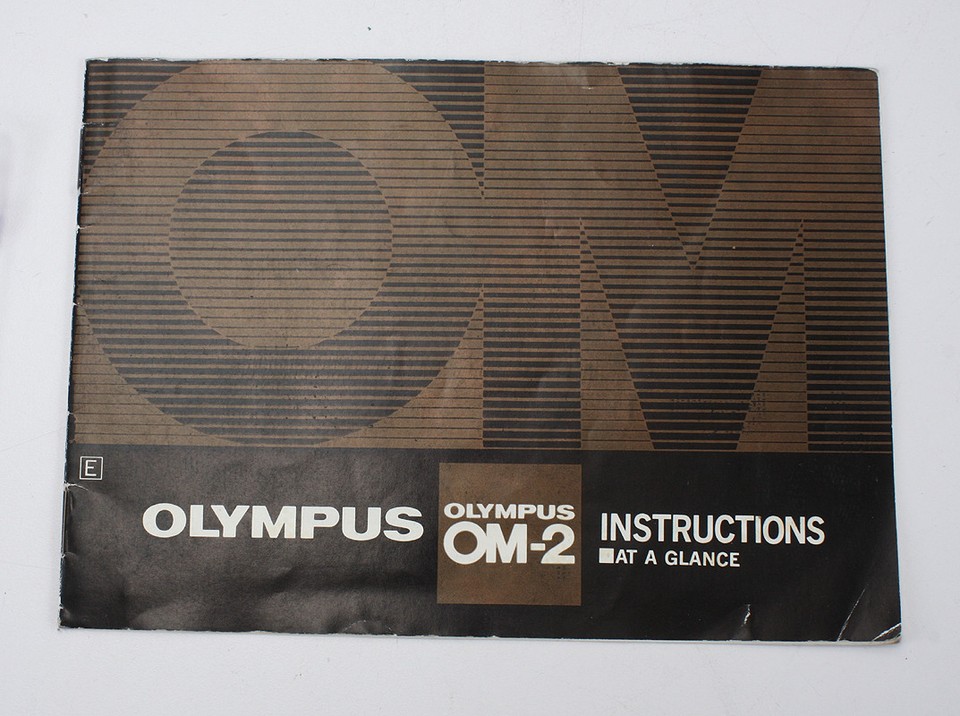 OM
E
OLYMPUS
OLYMPUS
OM-2
INSTRUCTIONS
AT A GLANCE